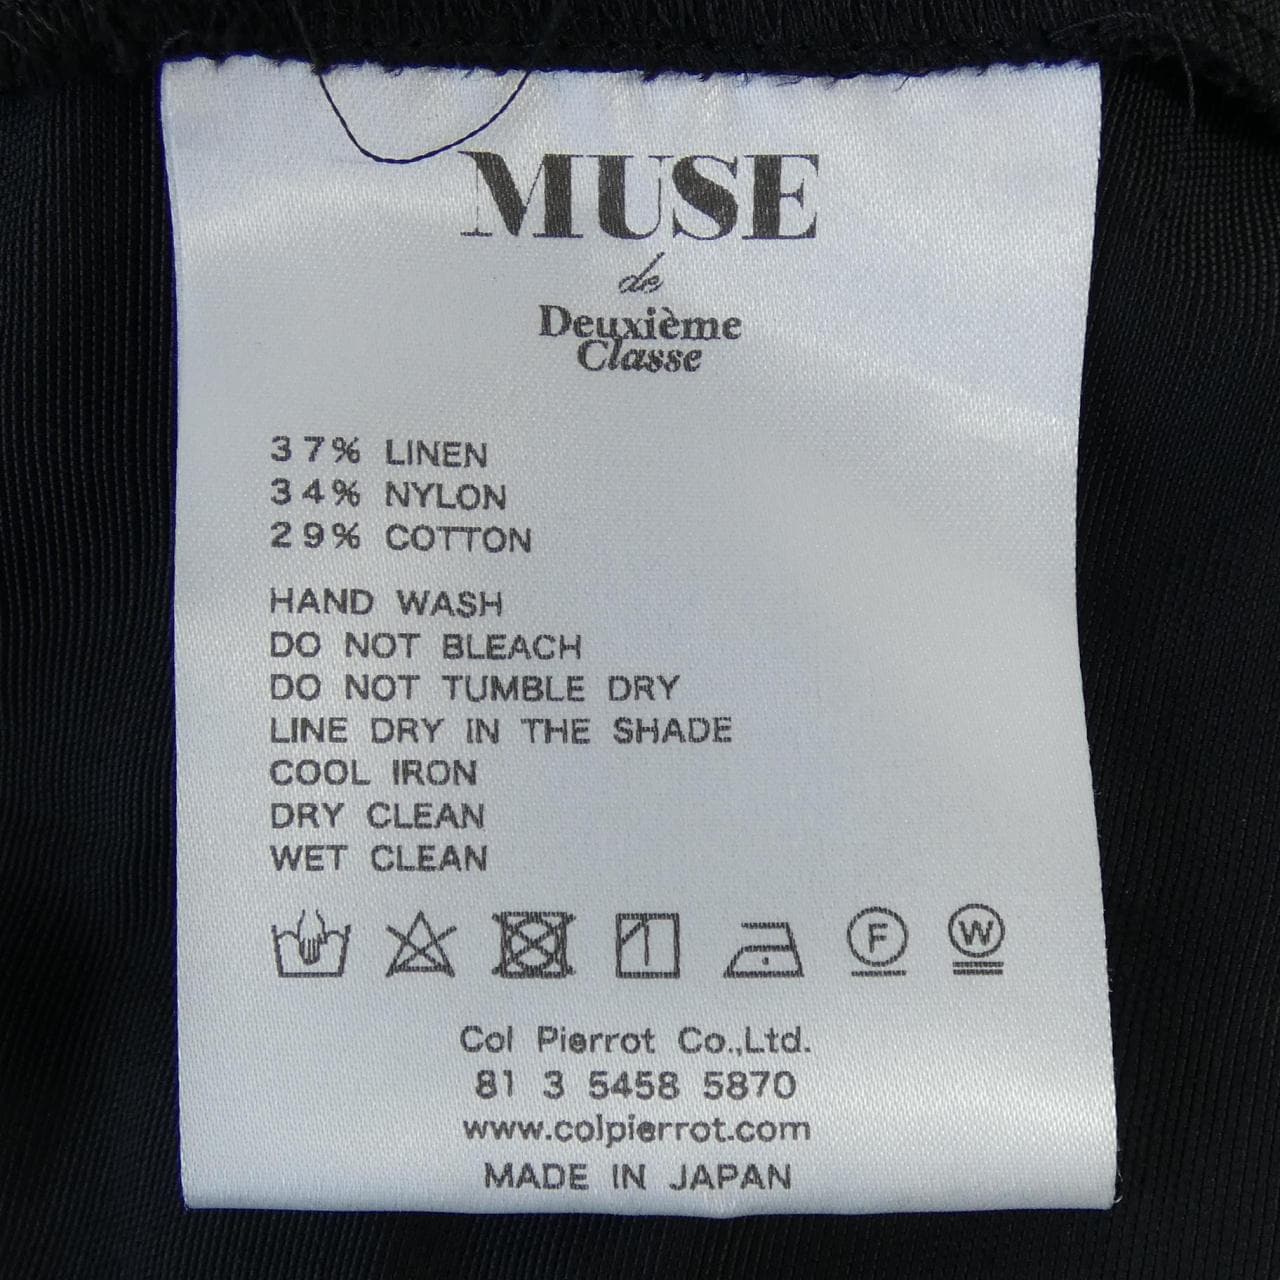 MUSE
de
Deuxième
Classe
37% LINEN
34% NYLON
29% COTTON
HAND WASH
DO NOT BLEACH
DO NOT TUMBLE DRY
LINE DRY IN THE SHADE
COOL IRON
DRY CLEAN
WET CLEAN
F W
Col Pierrot Co.,Ltd.
81 3 5458 5870
www.colpierrot.com
MADE IN JAPAN